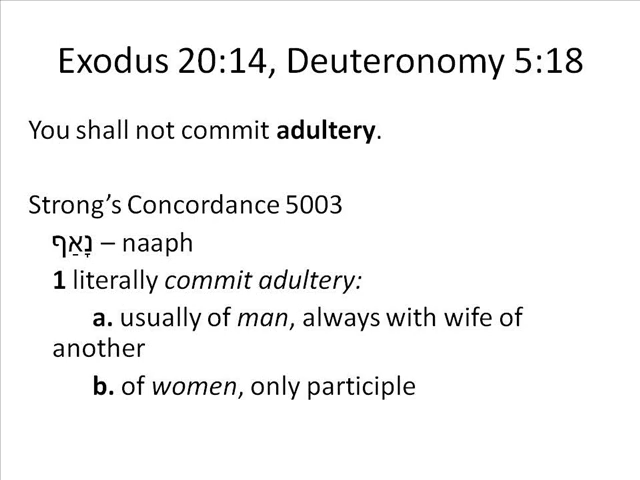 Exodus 20:14, Deuteronomy 5:18
You shall not commit adultery.
Strong’s Concordance 5003
נָאַף – naaph
1 literally commit adultery:
a. usually of man, always with wife of
another
b. of women, only participle